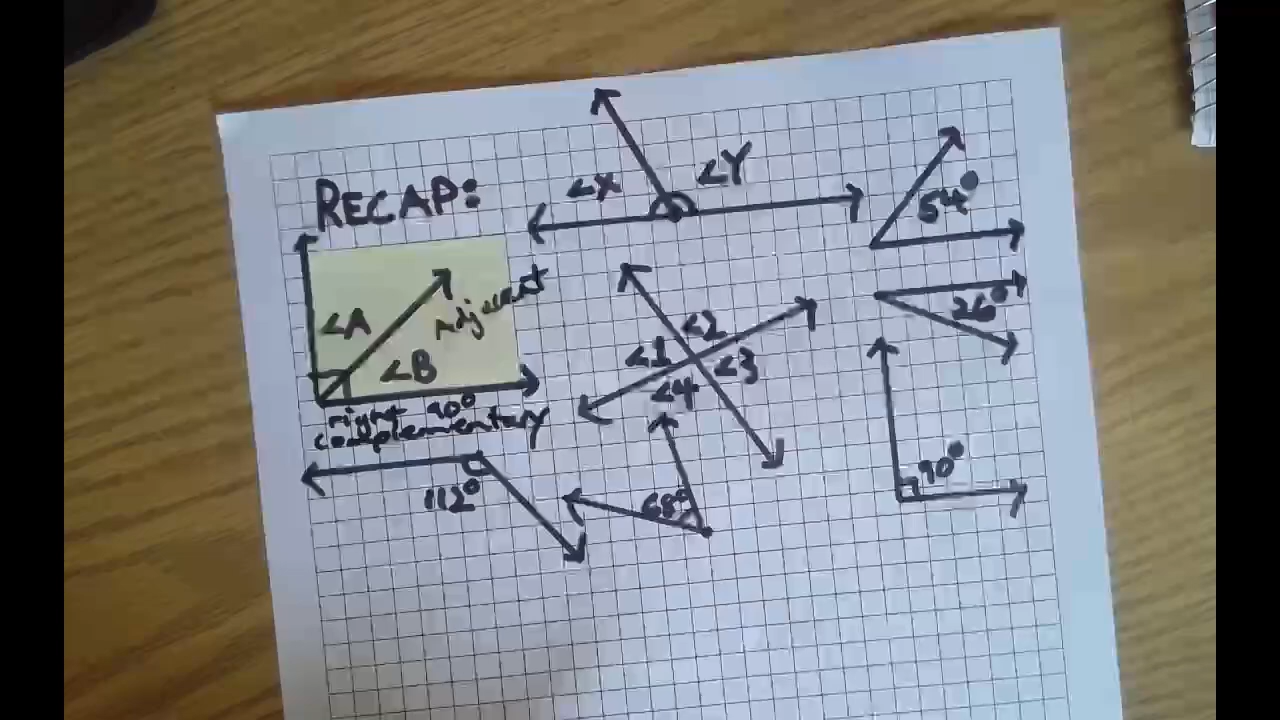 RECAP:
<X
<Y
54°
<A
<B
Adjacent
right 90°
complementary
<1
<2
<3
<4
26°
90°
112°
68°